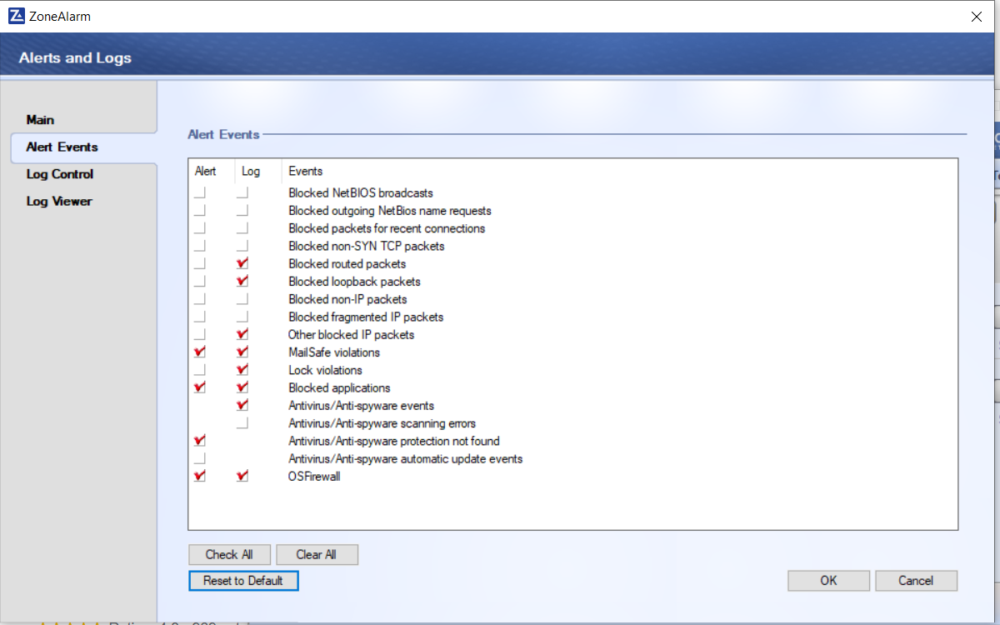 ZoneAlarm
Alerts and Logs
Main
Alert Events
Log Control
Log Viewer
Alert Events
Alert Log Events
Blocked NetBIOS broadcasts
Blocked outgoing NetBios name requests
Blocked packets for recent connections
Blocked non-SYN TCP packets
Blocked routed packets
Blocked loopback packets
Blocked non-IP packets
Blocked fragmented IP packets
Other blocked IP packets
MailSafe violations
Lock violations
Blocked applications
Antivirus/Anti-spyware events
Antivirus/Anti-spyware scanning errors
Antivirus/Anti-spyware protection not found
Antivirus/Anti-spyware automatic update events
OSFirewall
Check All Clear All
Reset to Default OK Cancel